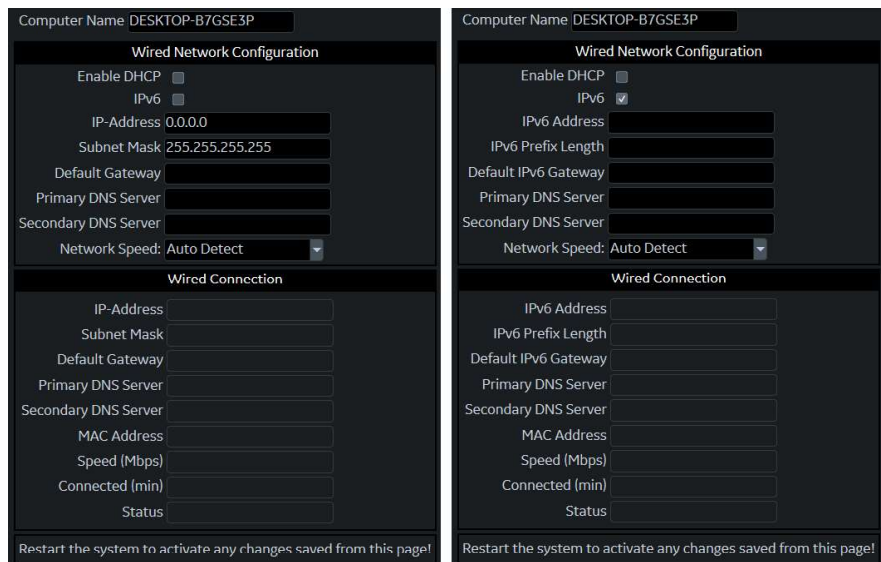 Computer Name DESKTOP-B7GSE3P
Wired Network Configuration
Enable DHCP
IPv6
IP-Address 0.0.0.0
Subnet Mask 255.255.255.255
Default Gateway
Primary DNS Server
Secondary DNS Server
Network Speed: Auto Detect
Wired Connection
IP-Address
Subnet Mask
Default Gateway
Primary DNS Server
Secondary DNS Server
MAC Address
Speed (Mbps)
Connected (min)
Status
Restart the system to activate any changes saved from this page!
Computer Name DESKTOP-B7GSE3P
Wired Network Configuration
Enable DHCP
IPv6
IPv6 Address
IPv6 Prefix Length
Default IPv6 Gateway
Primary DNS Server
Secondary DNS Server
Network Speed: Auto Detect
Wired Connection
IPv6 Address
IPv6 Prefix Length
Default IPv6 Gateway
Primary DNS Server
Secondary DNS Server
MAC Address
Speed (Mbps)
Connected (min)
Status
Restart the system to activate any changes saved from this page!